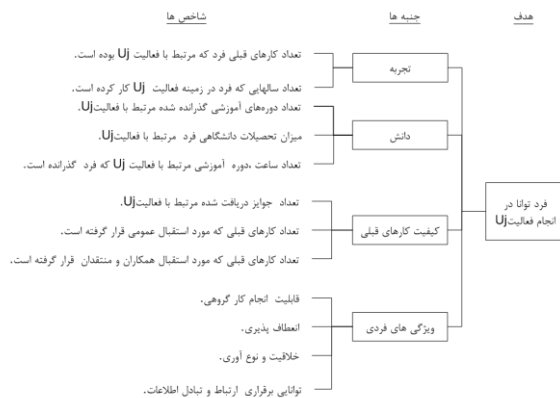 هدف
جنبه ها
شاخص ها
فرد توانا در
انجام فعالیتUj
تجربه
تعداد کارهای قبلی فرد که مرتبط با فعالیت Uj بوده است.
تعداد سالهایی که فرد در زمینه فعالیت Uj کار کرده است.
دانش
تعداد دوره‌های آموزشی گذرانده شده مرتبط با فعالیتUj.
میزان تحصیلات دانشگاهی فرد مرتبط با فعالیتUj.
تعداد ساعت ،دوره آموزشی مرتبط با فعالیت Uj که فرد گذرانده است.
کیفیت کارهای قبلی
تعداد جوایز دریافت شده مرتبط با فعالیتUj.
تعداد کارهای قبلی که مورد استقبال عمومی قرار گرفته است.
تعداد کارهای قبلی که مورد استقبال همکاران و منتقدان قرار گرفته است.
ویژگی های فردی
قابلیت انجام کار گروهی.
انعطاف پذیری.
خلاقیت و نوع آوری.
توانایی برقراری ارتباط و تبادل اطلاعات.